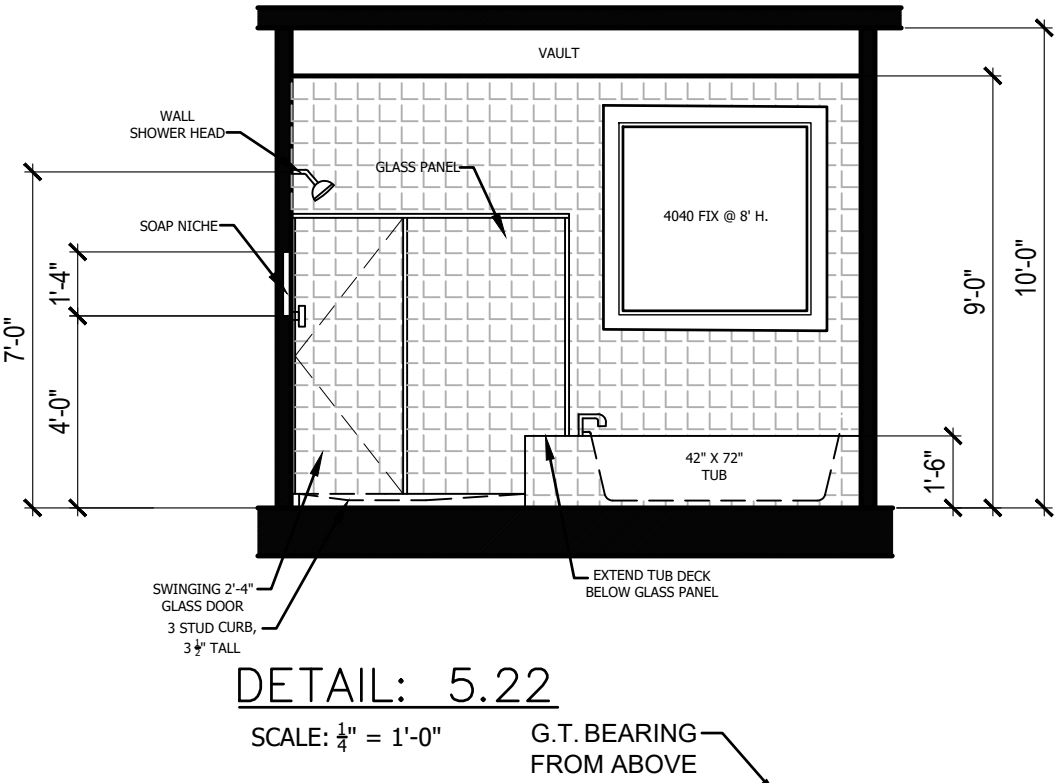 VAULT
WALL
SHOWER HEAD
GLASS PANEL
4040 FIX @ 8' H.
SOAP NICHE
1'-4"
7'-0"
4'-0"
9'-0"
10'-0"
42" X 72"
TUB
1'-6"
SWINGING 2'-4"
GLASS DOOR
3 STUD CURB,
3 1/2" TALL
EXTEND TUB DECK
BELOW GLASS PANEL
DETAIL: 5.22
SCALE: 1/4" = 1'-0"
G.T. BEARING
FROM ABOVE